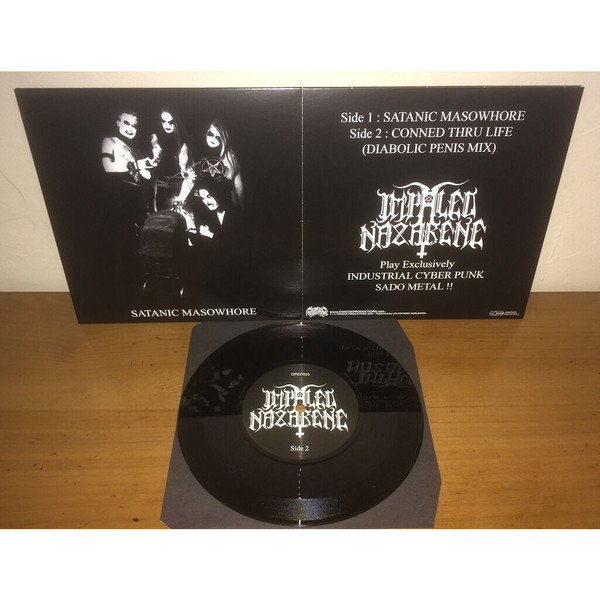 SATANIC MASOWHORE
Side 1 : SATANIC MASOWHORE
Side 2 : CONNED THRU LIFE
(DIABOLIC PENIS MIX)
IMPALED
NAZARENE
Play Exclusively
INDUSTRIAL CYBER PUNK
SADO METAL !!
OPEP003
IMPALED
NAZARENE
Side 2